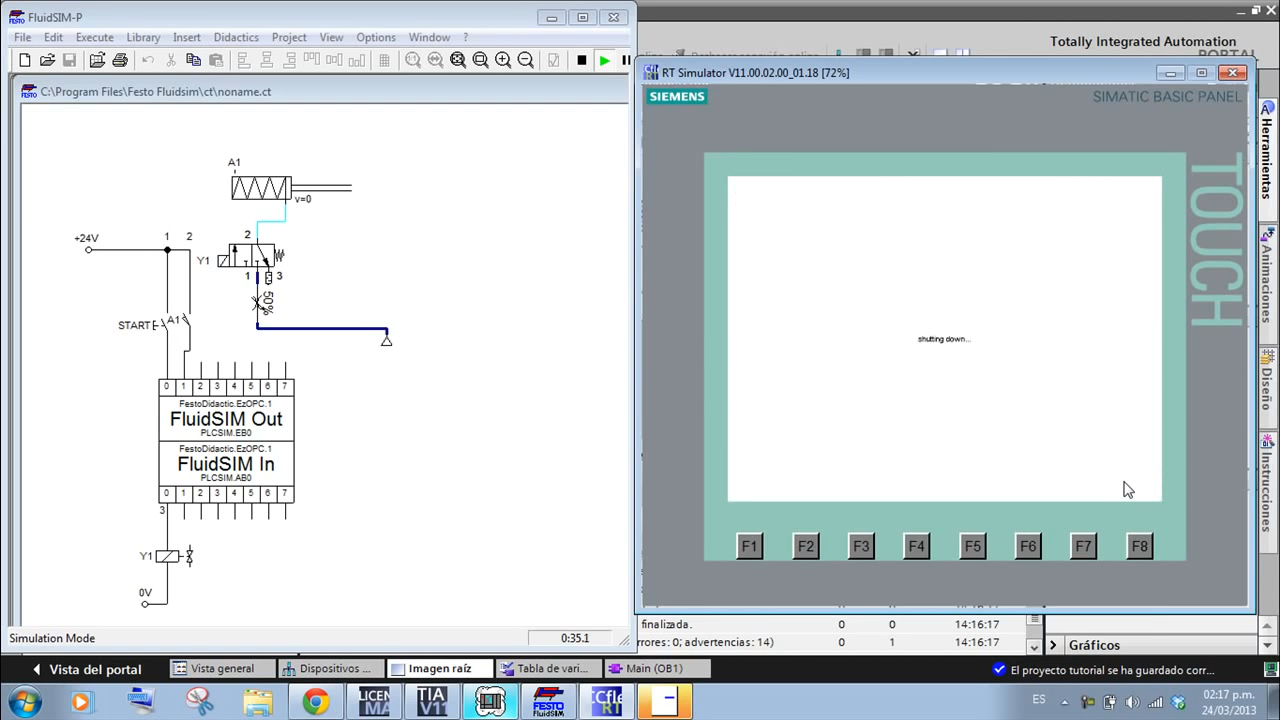 FluidSIM-P
File Edit Execute Library Insert Didactics Project View Options Window ?
C:\Program Files\Festo Fluidsim\ct\noname.ct
A1
v=0
+24V
1
2
2
Y1
1
3
50%
START
A1
0 1 2 3 4 5 6 7
FestoDidactic.EzOPC.1
FluidSIM Out
PLCSIM.EB0
FestoDidactic.EzOPC.1
FluidSIM In
PLCSIM.AB0
0 1 2 3 4 5 6 7
3
Y1
0V
Simulation Mode
0:35.1
Totally Integrated Automation
PORTAL
RT Simulator V11.00.02.00_01.18 [72%]
SIEMENS
SIMATIC BASIC PANEL
TOUCH
shutting down...
F1 F2 F3 F4 F5 F6 F7 F8
Herramientas
Animaciones
Diseño
Instrucciones
finalizada. 0 0 14:16:17
rrores: 0; advertencias: 14) 0 1 14:16:17
Gráficos
Vista del portal
Vista general
Dispositivos ...
Imagen raíz
Tabla de vari...
Main (OB1)
El proyecto tutorial se ha guardado corr...
LICEN
MA
TIA
V11
FESTO
FluidSIM
RT
ES
02:17 p.m.
24/03/2013